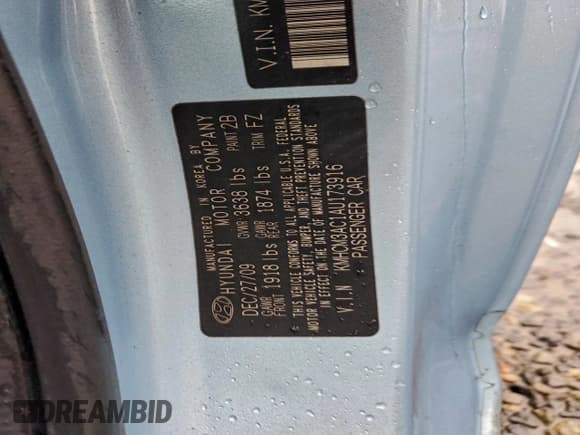 V.I.N. KM
MANUFACTURED IN KOREA BY
HYUNDAI MOTOR COMPANY
DEC/27/09 GVWR 3638 lbs PAINT 2B
GAWR FRONT 1918 lbs GAWR REAR 1874 lbs TRIM FZ
THIS VEHICLE CONFORMS TO ALL APPLICABLE U.S.A. FEDERAL
MOTOR VEHICLE SAFETY, BUMPER, AND THEFT PREVENTION STANDARDS
IN EFFECT ON THE DATE OF MANUFACTURE SHOWN ABOVE
V.I.N KMHCM3AC1AU173916
PASSENGER CAR
DREAMBID